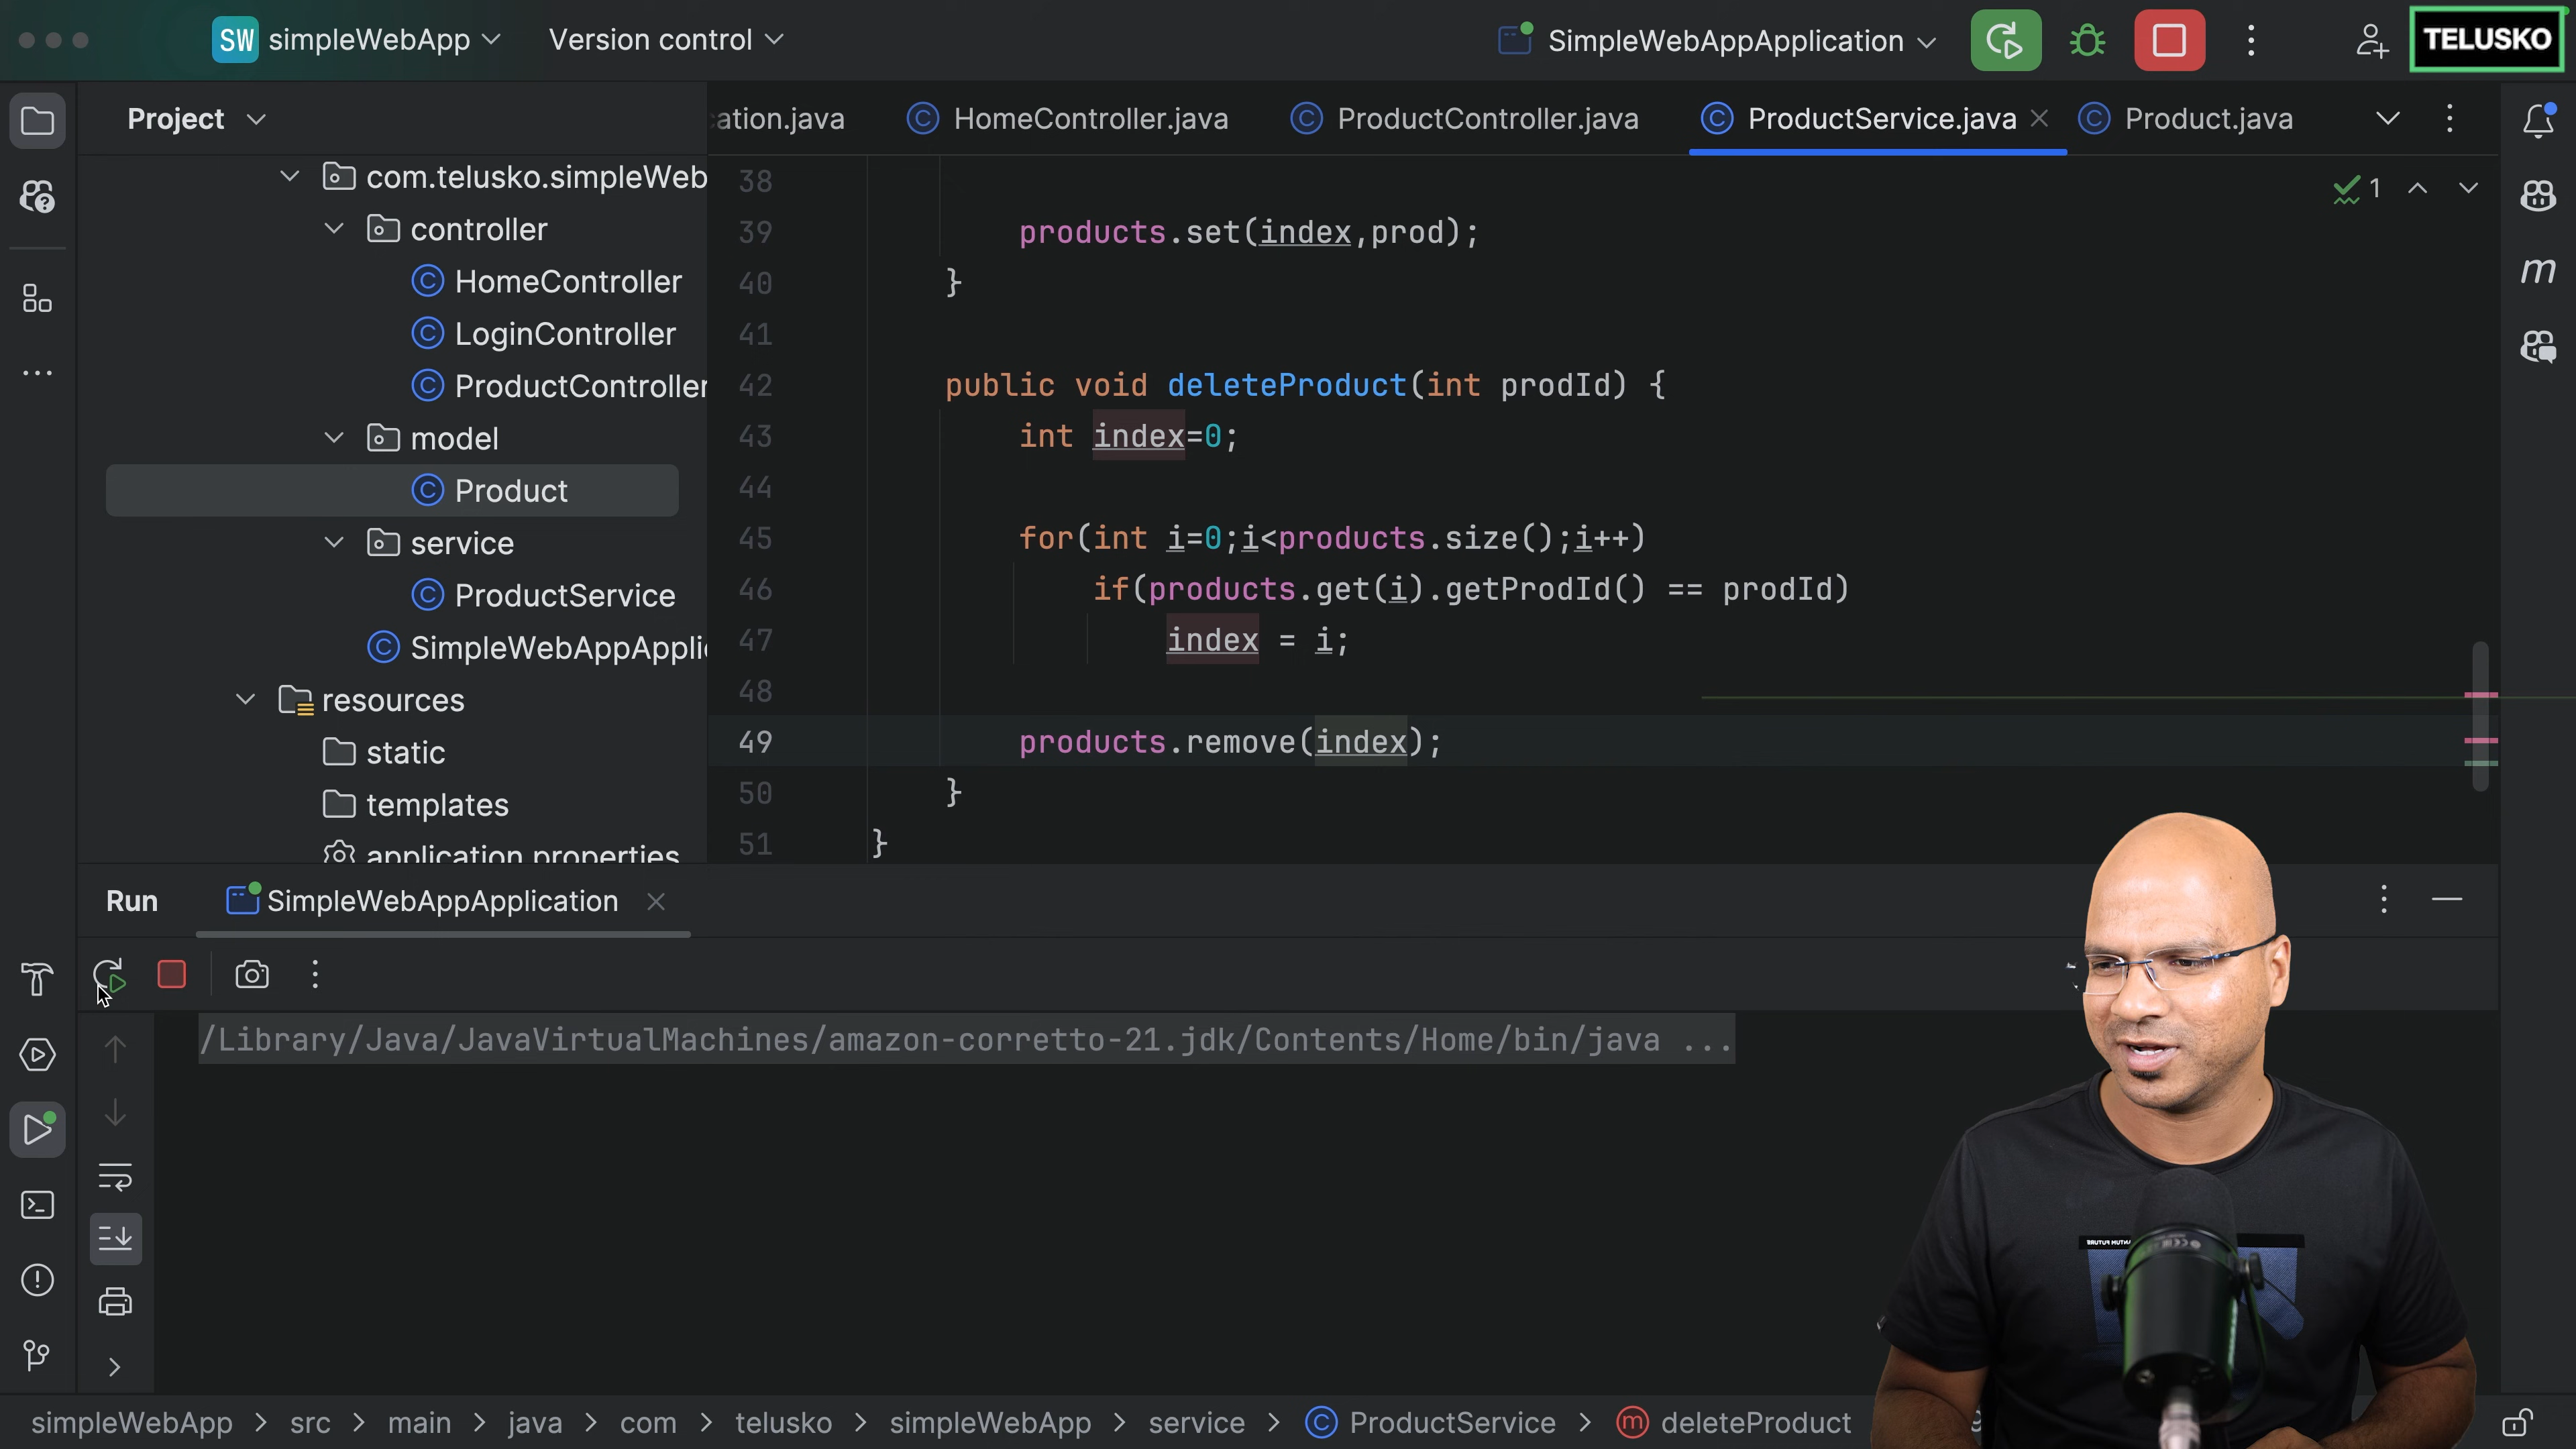 SW simpleWebApp Version control SimpleWebAppApplication TELUSKO
Project
ation.java HomeController.java ProductController.java ProductService.java Product.java
com.telusko.simpleWeb
controller
HomeController
LoginController
ProductController
model
Product
service
ProductService
SimpleWebAppApplic
resources
static
templates
application.properties
1
38
39 products.set(index,prod);
40 }
41
42 public void deleteProduct(int prodId) {
43 int index=0;
44
45 for(int i=0;i<products.size();i++)
46 if(products.get(i).getProdId() == prodId)
47 index = i;
48
49 products.remove(index);
50 }
51 }
Run SimpleWebAppApplication
/Library/Java/JavaVirtualMachines/amazon-corretto-21.jdk/Contents/Home/bin/java ...
simpleWebApp > src > main > java > com > telusko > simpleWebApp > service > ProductService > deleteProduct